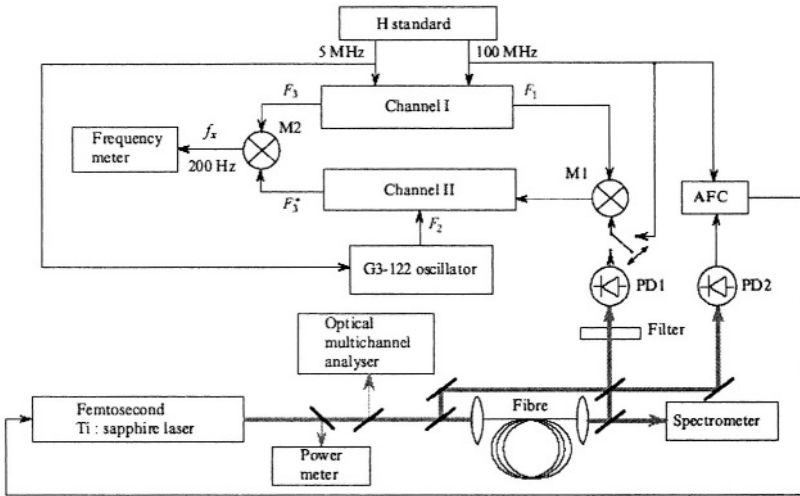 H standard
5 MHz
100 MHz
F3
Channel I
F1
M2
Frequency
meter
fx
200 Hz
M1
Channel II
F3*
F2
AFC
G3-122 oscillator
PD1
PD2
Optical
multichannel
analyser
Filter
Femtosecond
Ti : sapphire laser
Fibre
Spectrometer
Power
meter